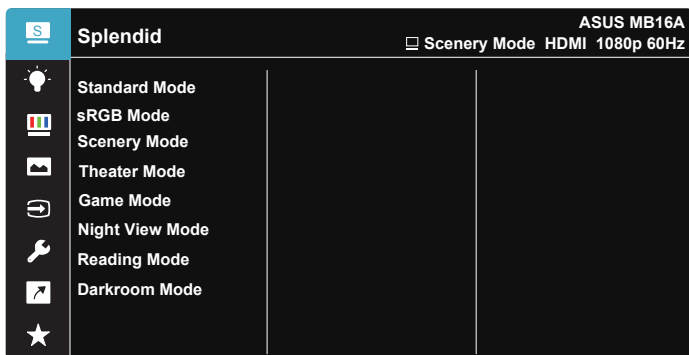 S
Splendid
ASUS MB16A
Scenery Mode HDMI 1080p 60Hz
Standard Mode
sRGB Mode
Scenery Mode
Theater Mode
Game Mode
Night View Mode
Reading Mode
Darkroom Mode